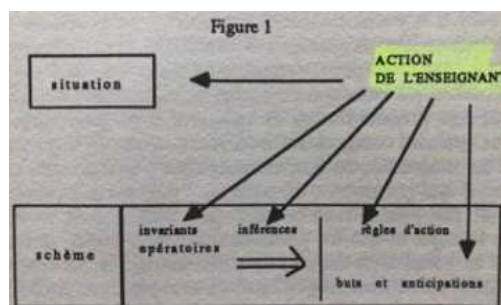 Figure 1
ACTION
DE L'ENSEIGNANT
situation
invariants inférences règles d'action
opératoires
schème
buts et anticipations